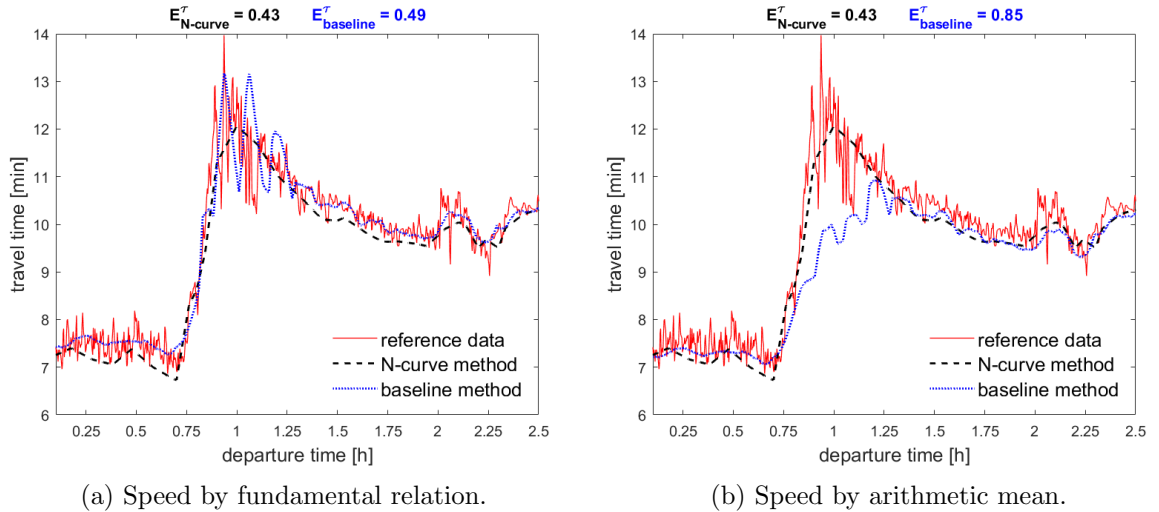 E^τ_N-curve = 0.43 E^τ_baseline = 0.49
14
13
12
11
10
9
8
7
6
travel time [min]
reference data
N-curve method
baseline method
0.25 0.5 0.75 1 1.25 1.5 1.75 2 2.25 2.5
departure time [h]
(a) Speed by fundamental relation.
E^τ_N-curve = 0.43 E^τ_baseline = 0.85
14
13
12
11
10
9
8
7
6
travel time [min]
reference data
N-curve method
baseline method
0.25 0.5 0.75 1 1.25 1.5 1.75 2 2.25 2.5
departure time [h]
(b) Speed by arithmetic mean.